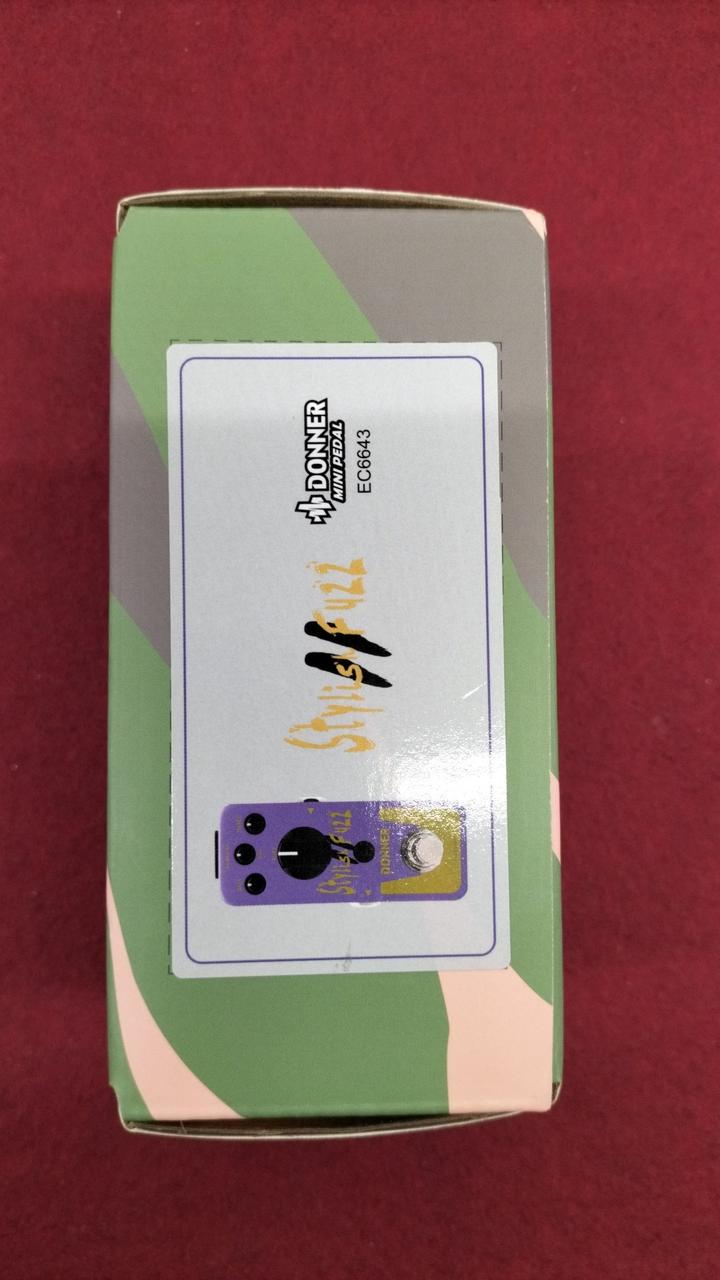 DONNER
MINI PEDAL
EC6643
Stylish Fuzz
Stylish Fuzz
DONNER